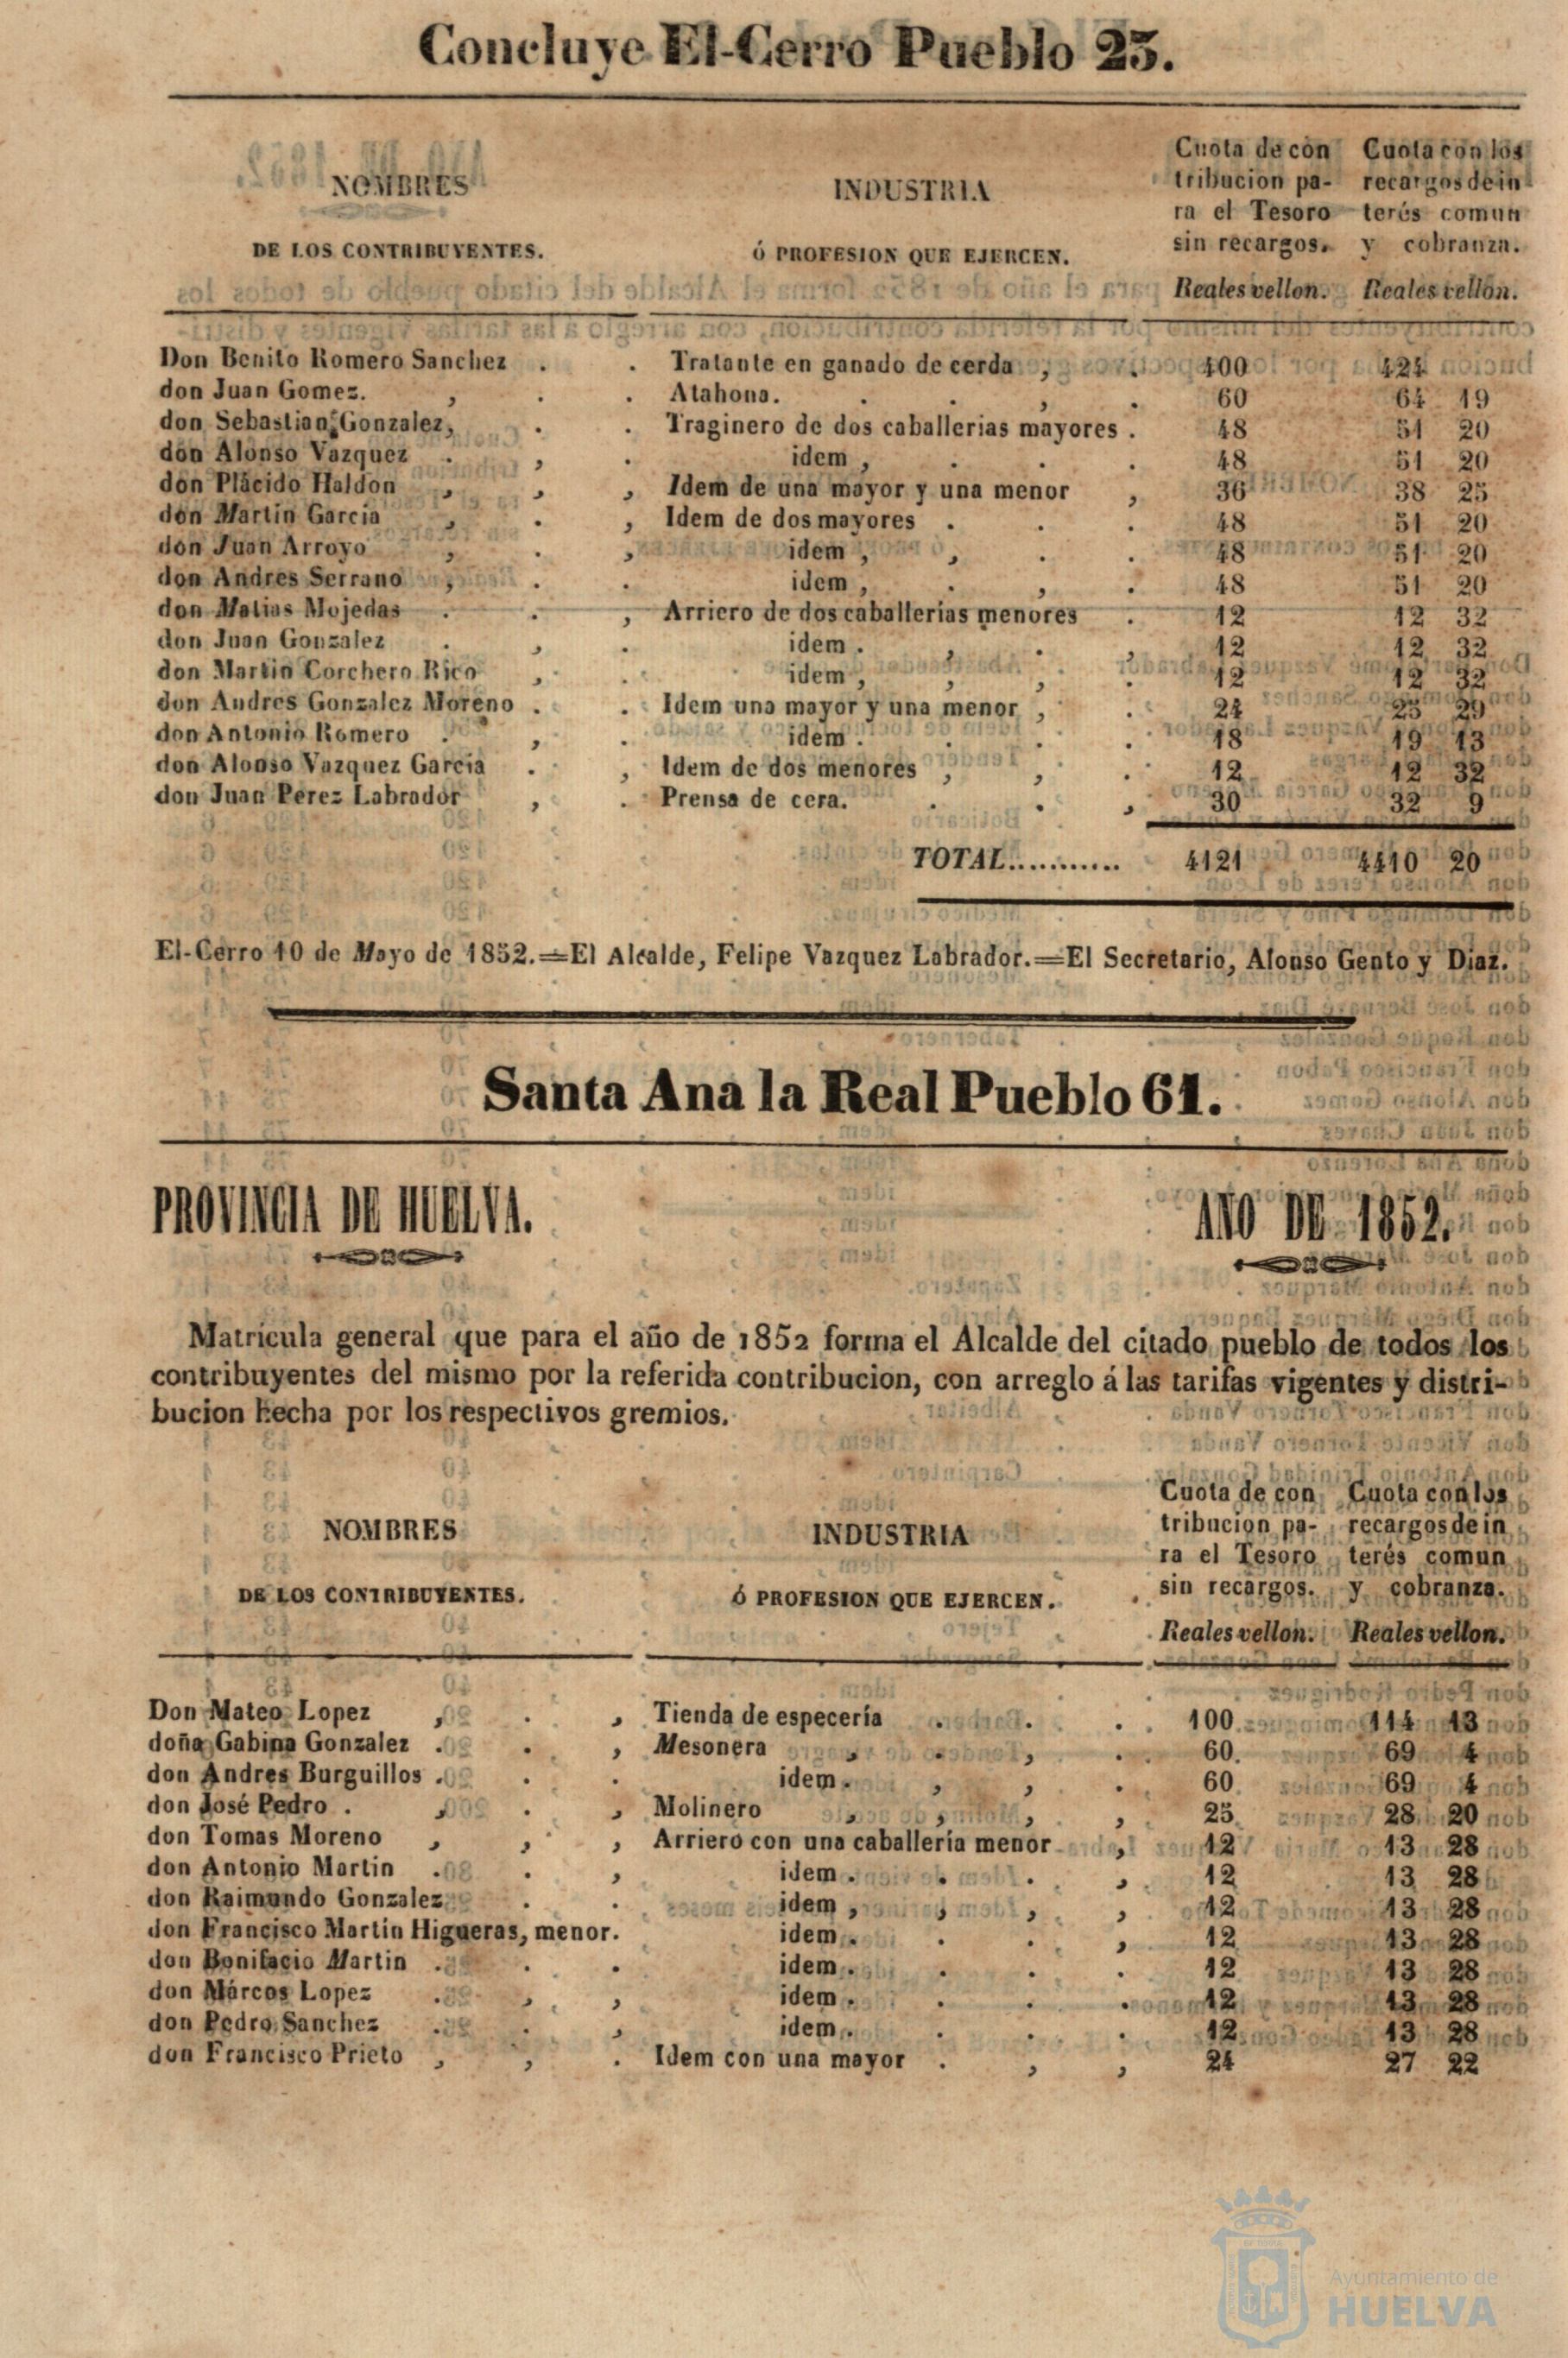 Concluye El-Cerro Pueblo 23.
NOMBRES
DE LOS CONTRIBUYENTES.
INDUSTRIA
Ó PROFESION QUE EJERCEN.
Cuota de con
tribucion pa-
ra el Tesoro
sin recargos.
Reales vellon.
Cuota con los
recargos de in
terés comun
y cobranza.
Reales vellon.
Don Benito Romero Sanchez . . Tratante en ganado de cerda , . 400 424
don Juan Gomez. , . . Atahona. . . , . 60 64 19
don Sebastian Gonzalez, . . Traginero de dos caballerias mayores . 48 51 20
don Alonso Vazquez . , . idem , . . . 48 51 20
don Plácido Haldon , , , Idem de una mayor y una menor , 36 38 25
don Martin Garcia , . , Idem de dos mayores . . . 48 51 20
don Juan Arroyo , . , idem , , . . 48 51 20
don Andres Serrano , . . idem , . , . 48 51 20
don Matias Mojedas . . , Arriero de dos caballerías menores . 12 12 32
don Juan Gonzalez . , . idem . , . , 12 12 32
don Martin Corchero Rico , . idem , , , . 12 12 32
don Andres Gonzalez Moreno . . Idem una mayor y una menor , . 24 25 29
don Antonio Romero . , . idem . . . . 18 19 13
don Alonso Vazquez Garcia . , Idem de dos menores , , . 12 12 32
don Juan Perez Labrador , . Prensa de cera. . . , 30 32 9
TOTAL........... 4121 4410 20
El-Cerro 10 de Mayo de 1852.=El Alcalde, Felipe Vazquez Labrador.=El Secretario, Alonso Gento y Diaz.
Santa Ana la Real Pueblo 61.
PROVINCIA DE HUELVA. AÑO DE 1852.
Matricula general que para el año de 1852 forma el Alcalde del citado pueblo de todos los
contribuyentes del mismo por la referida contribucion, con arreglo á las tarifas vigentes y distri-
bucion hecha por los respectivos gremios.
NOMBRES
DE LOS CONTRIBUYENTES.
INDUSTRIA
Ó PROFESION QUE EJERCEN.
Cuota de con
tribucion pa-
ra el Tesoro
sin recargos.
Reales vellon.
Cuota con los
recargos de in
terés comun
y cobranza.
Reales vellon.
Don Mateo Lopez , . , Tienda de especería . . . 100 114 13
doña Gabina Gonzalez . . , Mesonera , . , . 60. 69 4
don Andres Burguillos . . . idem . , , . 60 69 4
don José Pedro . , . , Molinero , , , , 25 28 20
don Tomas Moreno , , , Arriero con una caballería menor , 12 13 28
don Antonio Martin . . , idem . . . , 12 13 28
don Raimundo Gonzalez . . idem , , , , 12 13 28
don Francisco Martin Higueras, menor. idem . . . , 12 13 28
don Bonifacio Martin . . . idem . . . . 12 13 28
don Márcos Lopez . , , idem . . . . 12 13 28
don Pedro Sanchez . . , idem . . . . 12 13 28
don Francisco Prieto , , . Idem con una mayor . , , 24 27 22
Ayuntamiento de
HUELVA